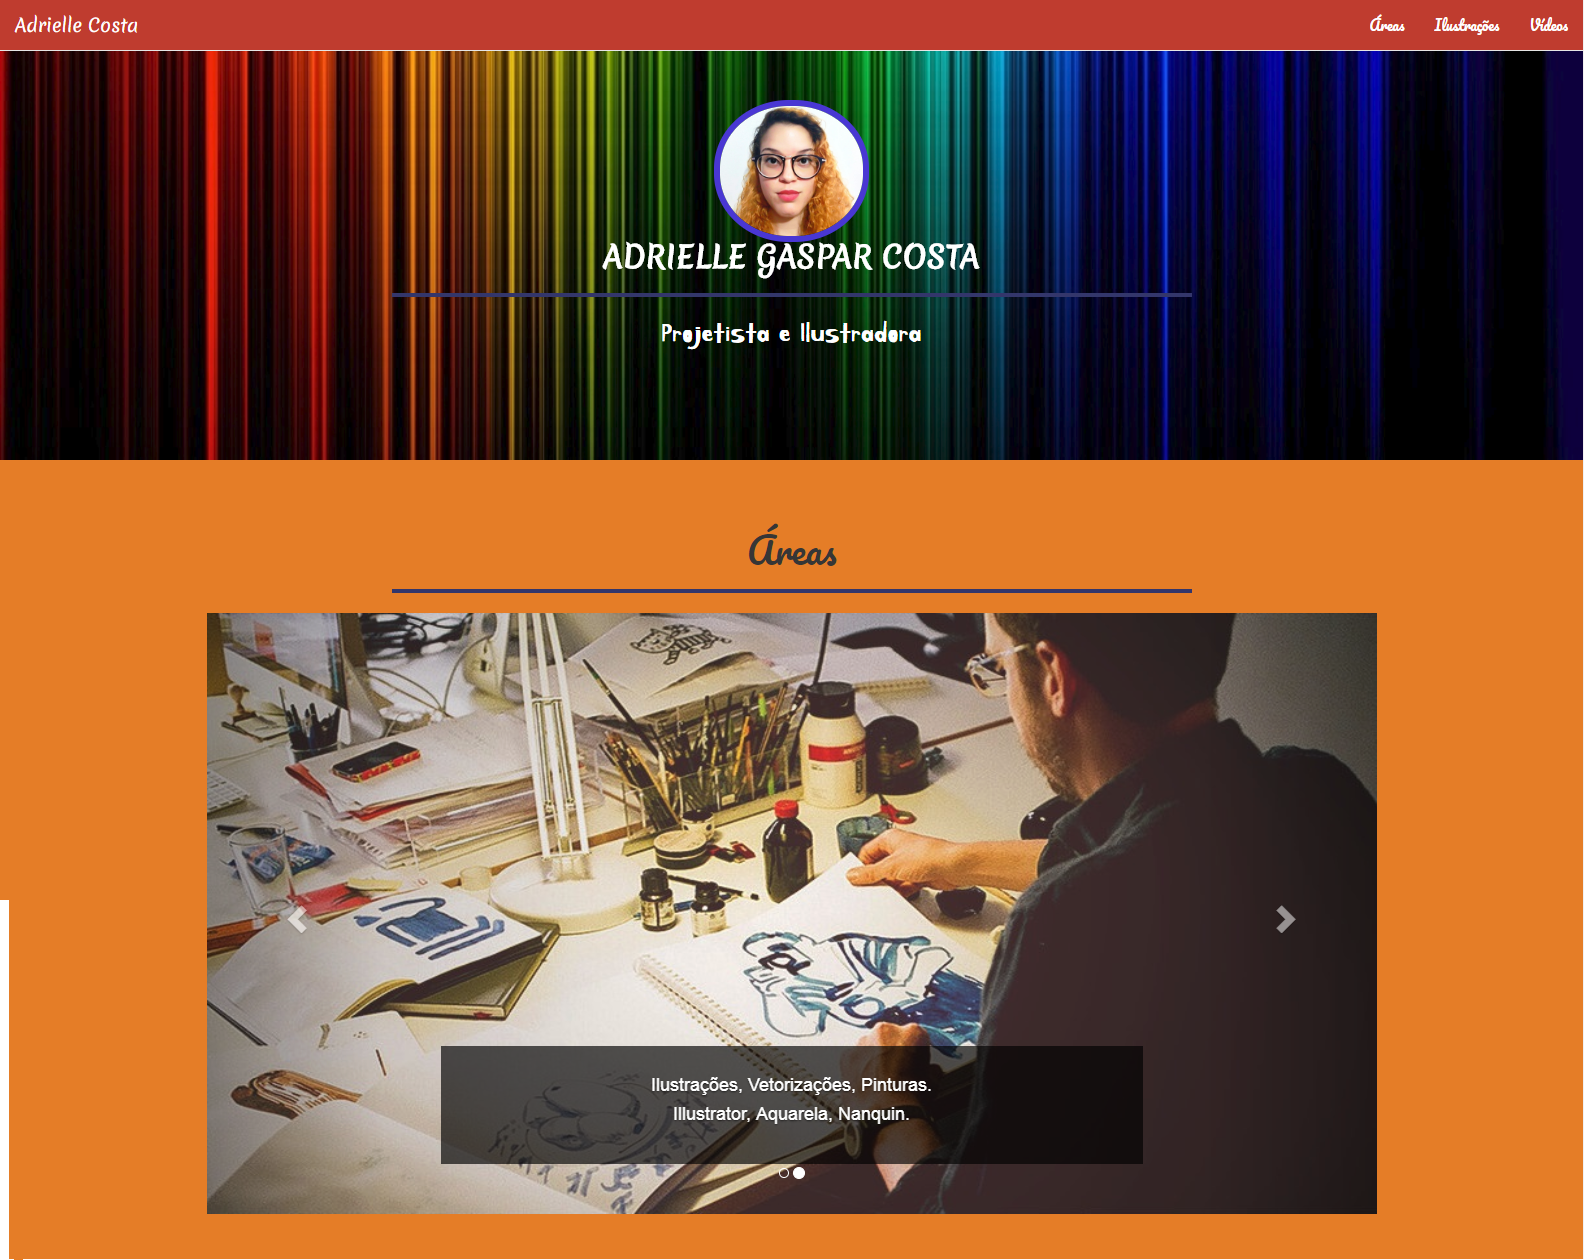 Adrielle Costa
Áreas Ilustrações Vídeos
ADRIELLE GASPAR COSTA
Projetista e Ilustradora
Áreas
Ilustrações, Vetorizações, Pinturas.
Illustrator, Aquarela, Nanquin.